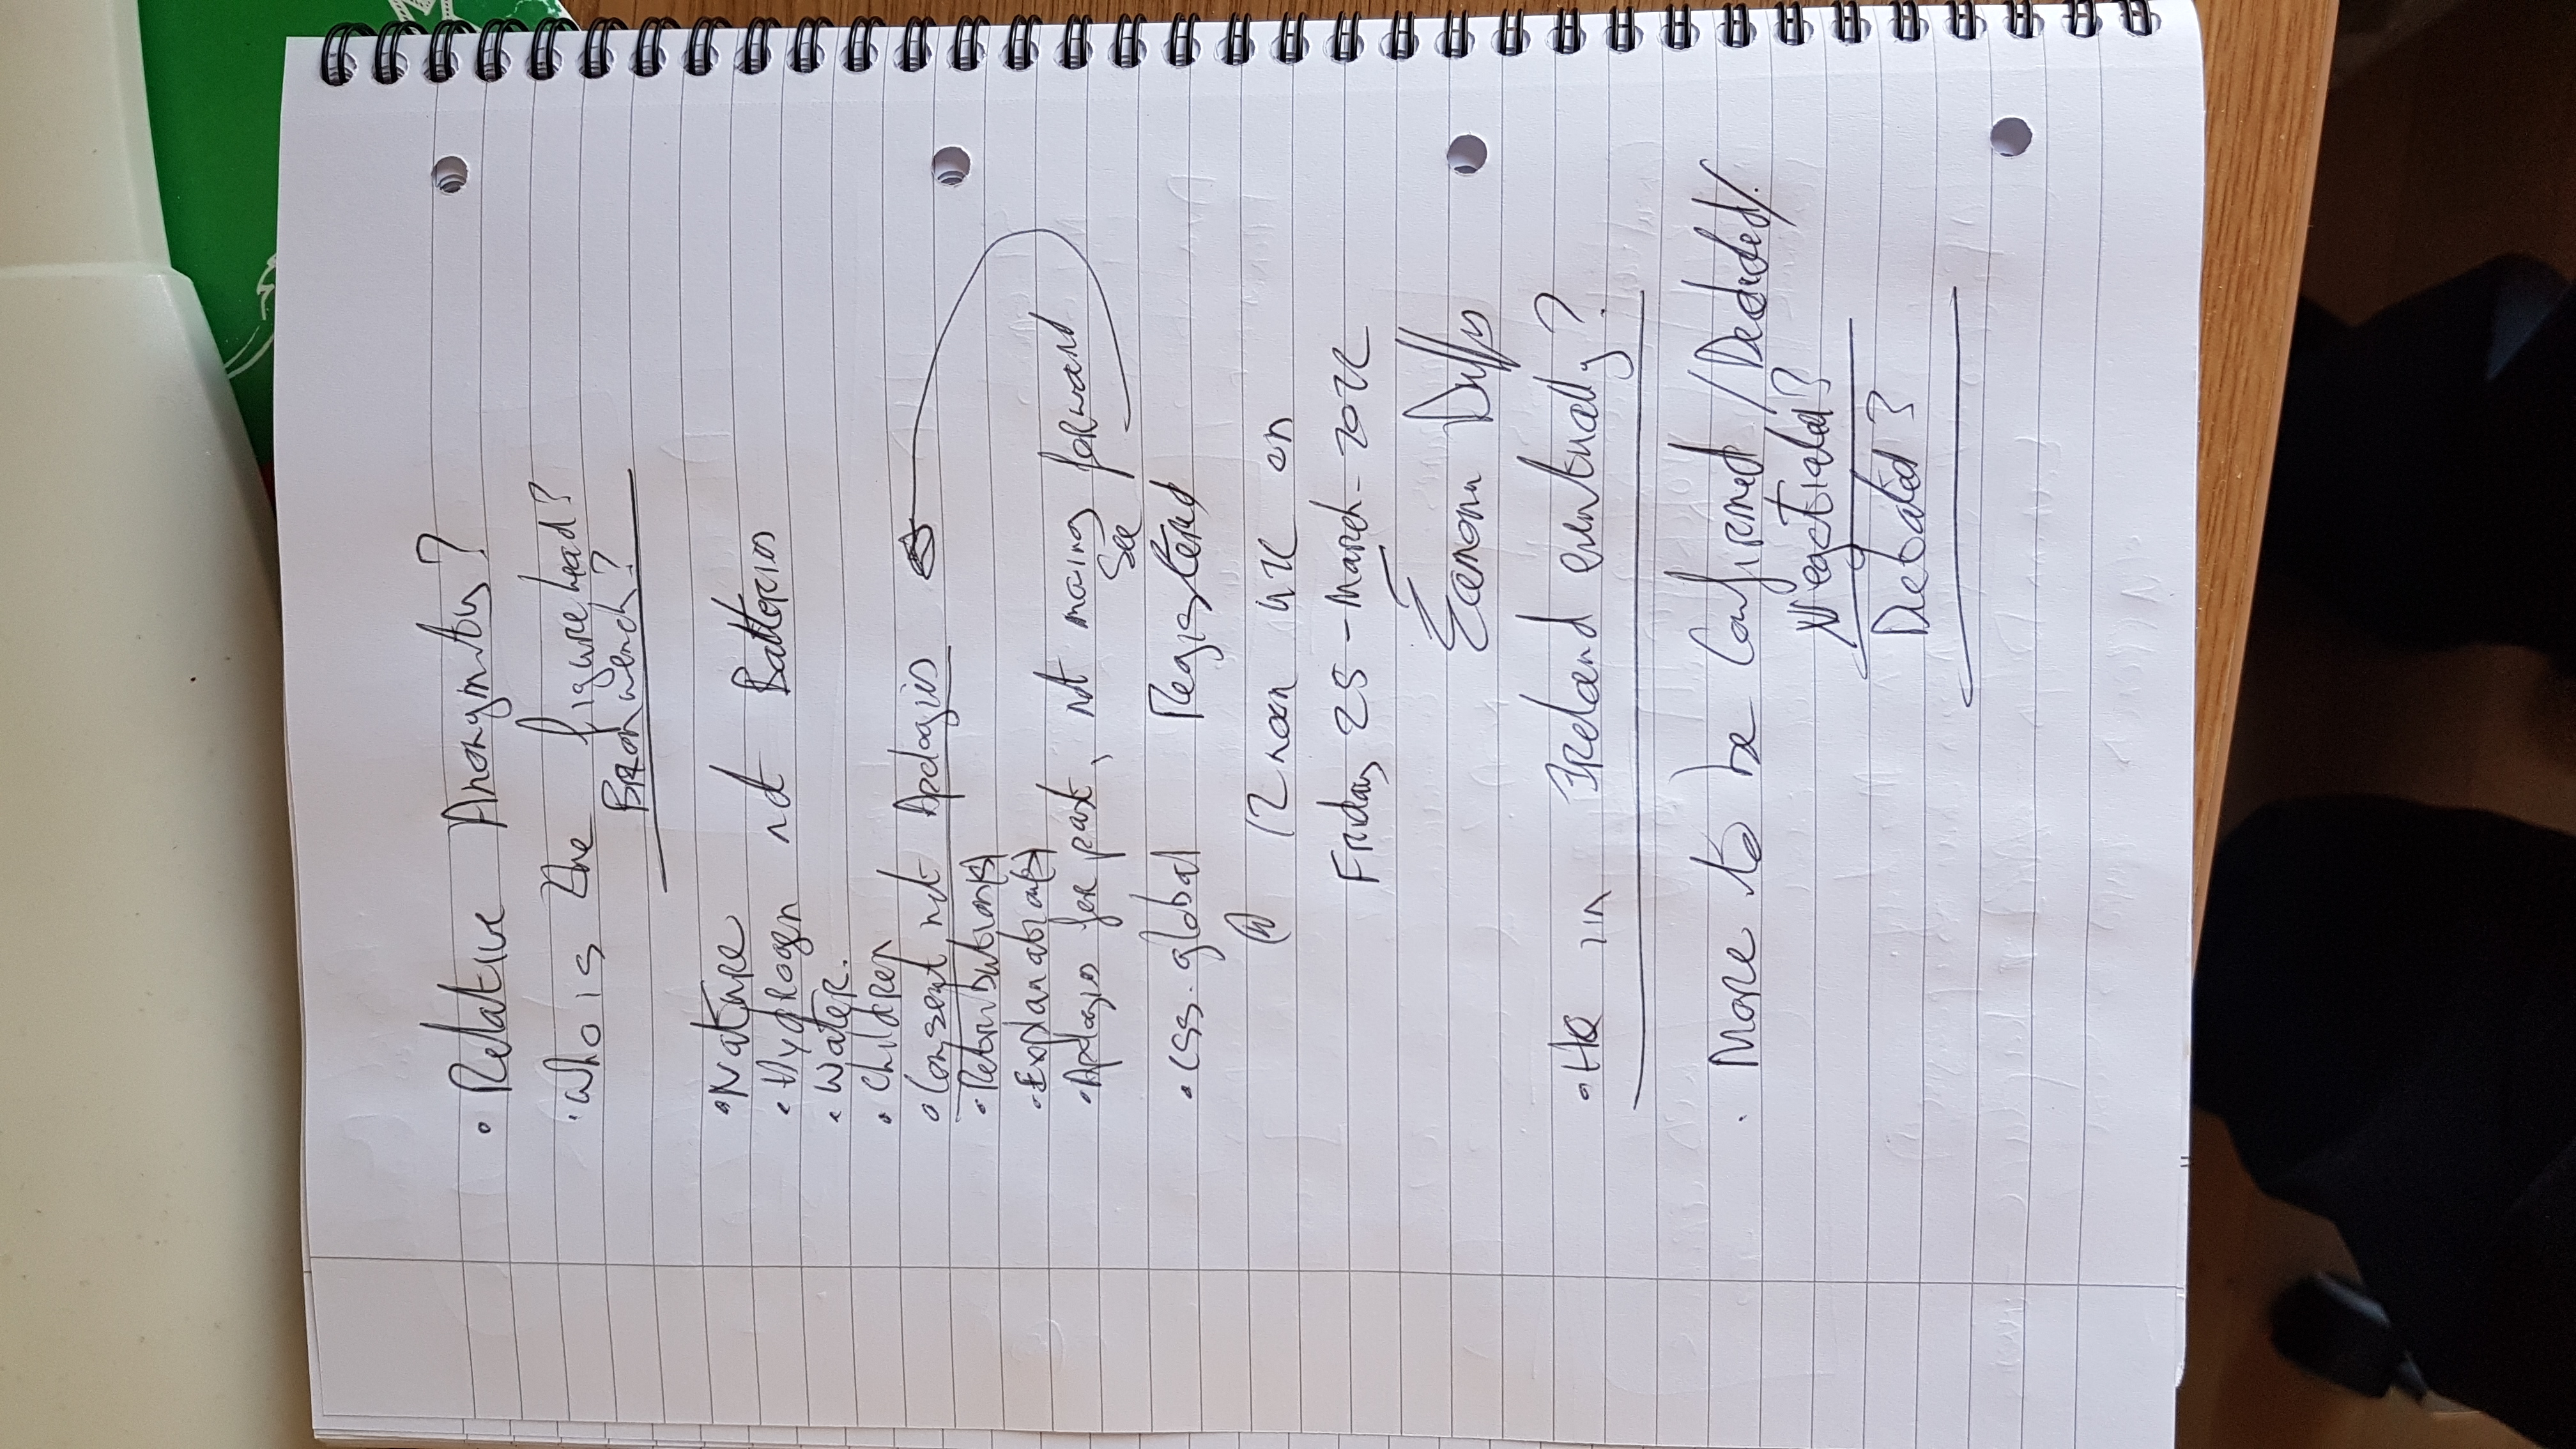 • Relative Anonymity?
• Who is the figurehead?
• Nature
• Hydrogen not Batteries
• Water.
• Children
• Consent not Apologies
• Retribution(s)
• Explanation(s)
• Apologies for past, not moving forward
See
• css.global Registered
@ 12 noon UTC on
Friday 25-March-2022
Éamonn Duffy
• HQ in Ireland eventually?
• More to be Confirmed/Decided/
Negotiated?
Debated?